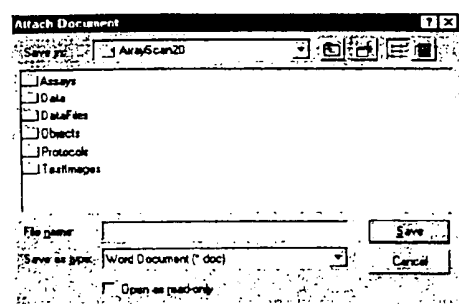 Attach Document
Save in: ArrayScan20
Assays
Data
DataFiles
Objects
Protocols
TestImages
File name: Save
Save as type: Word Document (*.doc) Cancel
Open as read-only